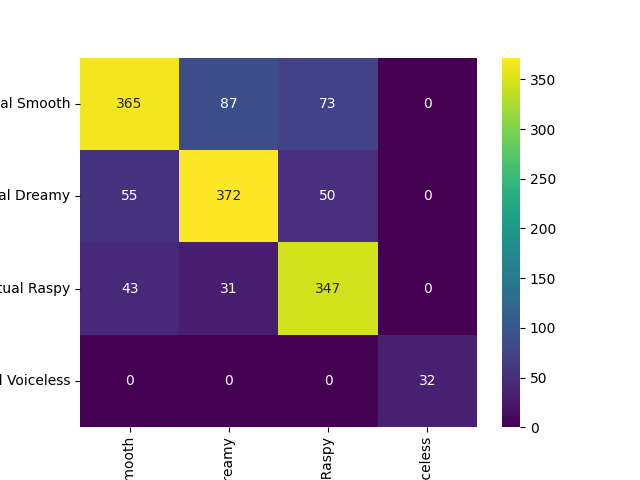 al Smooth 365 87 73 0
al Dreamy 55 372 50 0
tual Raspy 43 31 347 0
l Voiceless 0 0 0 32
mooth reamy Raspy celess
350
300
250
200
150
100
50
0